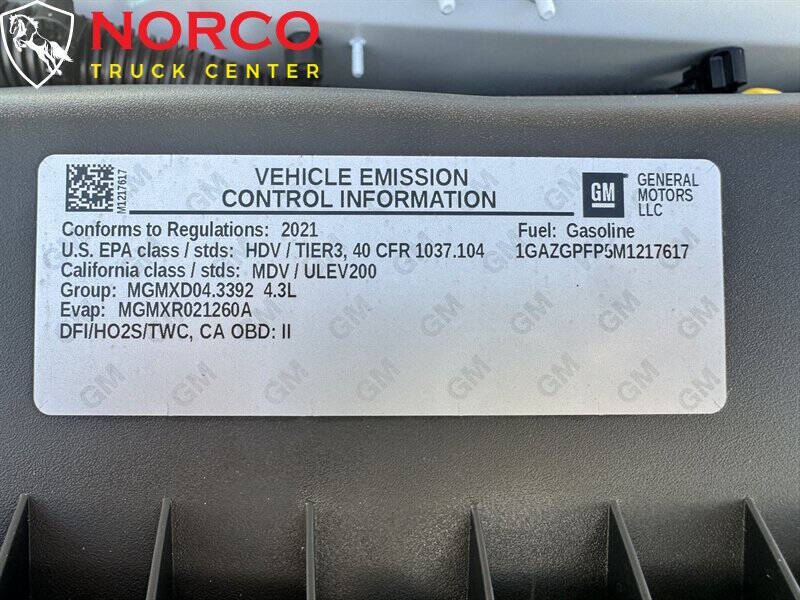 NORCO
TRUCK CENTER
M1217617
VEHICLE EMISSION
CONTROL INFORMATION
GM
GENERAL
MOTORS
LLC
Conforms to Regulations: 2021
Fuel: Gasoline
U.S. EPA class / stds: HDV / TIER3, 40 CFR 1037.104
1GAZGPFP5M1217617
California class / stds: MDV / ULEV200
Group: MGMXD04.3392 4.3L
Evap: MGMXR021260A
DFI/HO2S/TWC, CA OBD: II